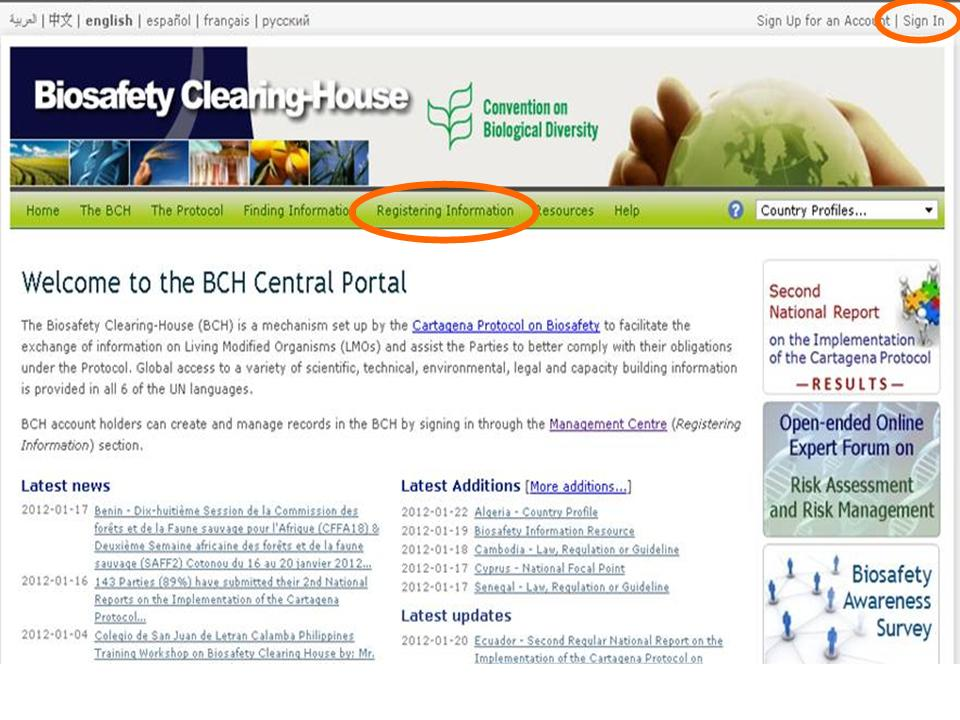 العربية | 中文 | english | español | français | русский
Sign Up for an Account | Sign In
Biosafety Clearing-House
Convention on
Biological Diversity
Home The BCH The Protocol Finding Information Registering Information Resources Help ? Country Profiles...
Welcome to the BCH Central Portal
The Biosafety Clearing-House (BCH) is a mechanism set up by the Cartagena Protocol on Biosafety to facilitate the
exchange of information on Living Modified Organisms (LMOs) and assist the Parties to better comply with their obligations
under the Protocol. Global access to a variety of scientific, technical, environmental, legal and capacity building information
is provided in all 6 of the UN languages.
BCH account holders can create and manage records in the BCH by signing in through the Management Centre (Registering
Information) section.
Latest news
2012-01-17 Benin - Dix-huitième Session de la Commission des
forêts et de la Faune sauvage pour l'Afrique (CFFA18) &
Deuxième Semaine africaine des forêts et de la faune
sauvage (SAFF2) Cotonou du 16 au 20 janvier 2012...
2012-01-16 143 Parties (89%) have submitted their 2nd National
Reports on the Implementation of the Cartagena
Protocol...
2012-01-04 Colegio de San Juan de Letran Calamba Philippines
Training Workshop on Biosafety Clearing House by: Mr.
Latest Additions [More additions...]
2012-01-22 Algeria - Country Profile
2012-01-19 Biosafety Information Resource
2012-01-18 Cambodia - Law, Regulation or Guideline
2012-01-17 Cyprus - National Focal Point
2012-01-17 Senegal - Law, Regulation or Guideline
Latest updates
2012-01-20 Ecuador - Second Regular National Report on the
Implementation of the Cartagena Protocol on
Second
National Report
on the Implementation
of the Cartagena Protocol
—RESULTS—
Open-ended Online
Expert Forum on
Risk Assessment
and Risk Management
Biosafety
Awareness
Survey